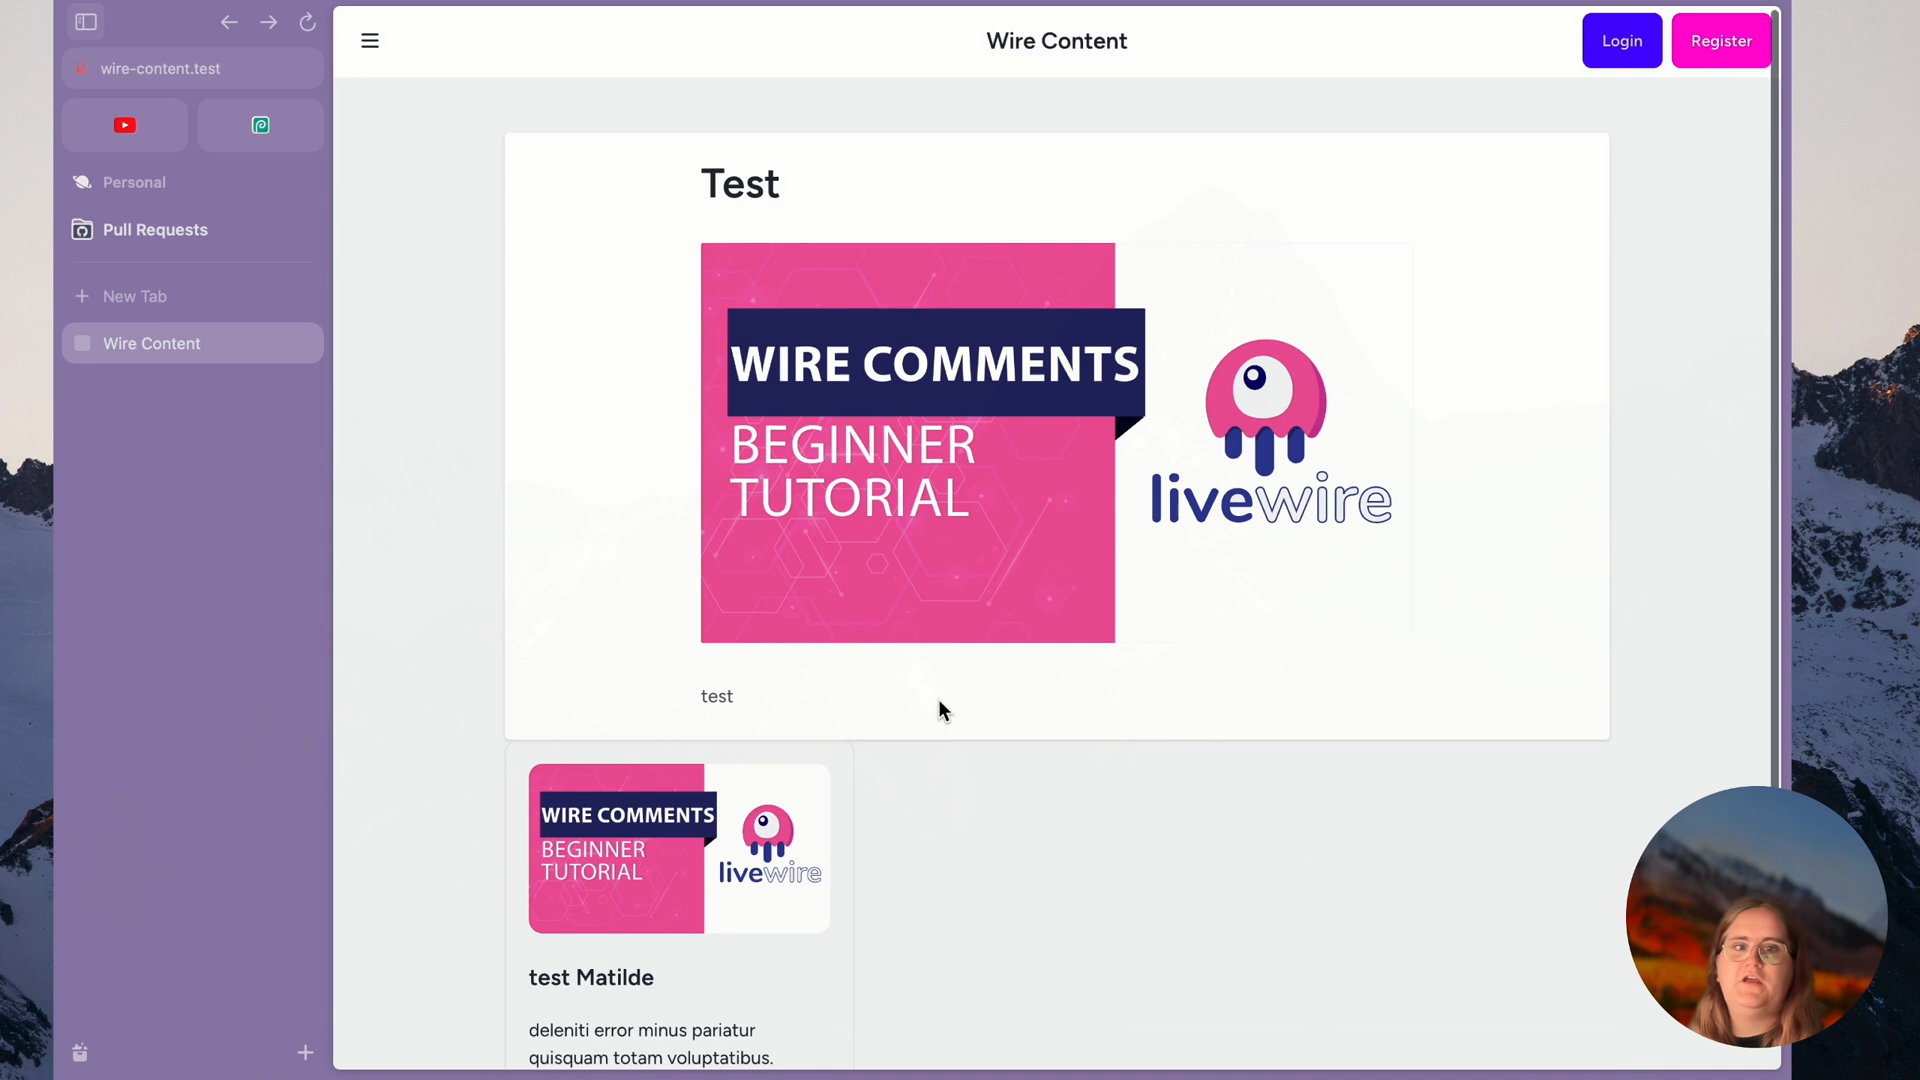 wire-content.test
Personal
Pull Requests
New Tab
Wire Content
Wire Content
Login
Register
Test
WIRE COMMENTS
BEGINNER
TUTORIAL
livewire
test
WIRE COMMENTS
BEGINNER
TUTORIAL
livewire
test Matilde
deleniti error minus pariatur
quisquam totam voluptatibus.